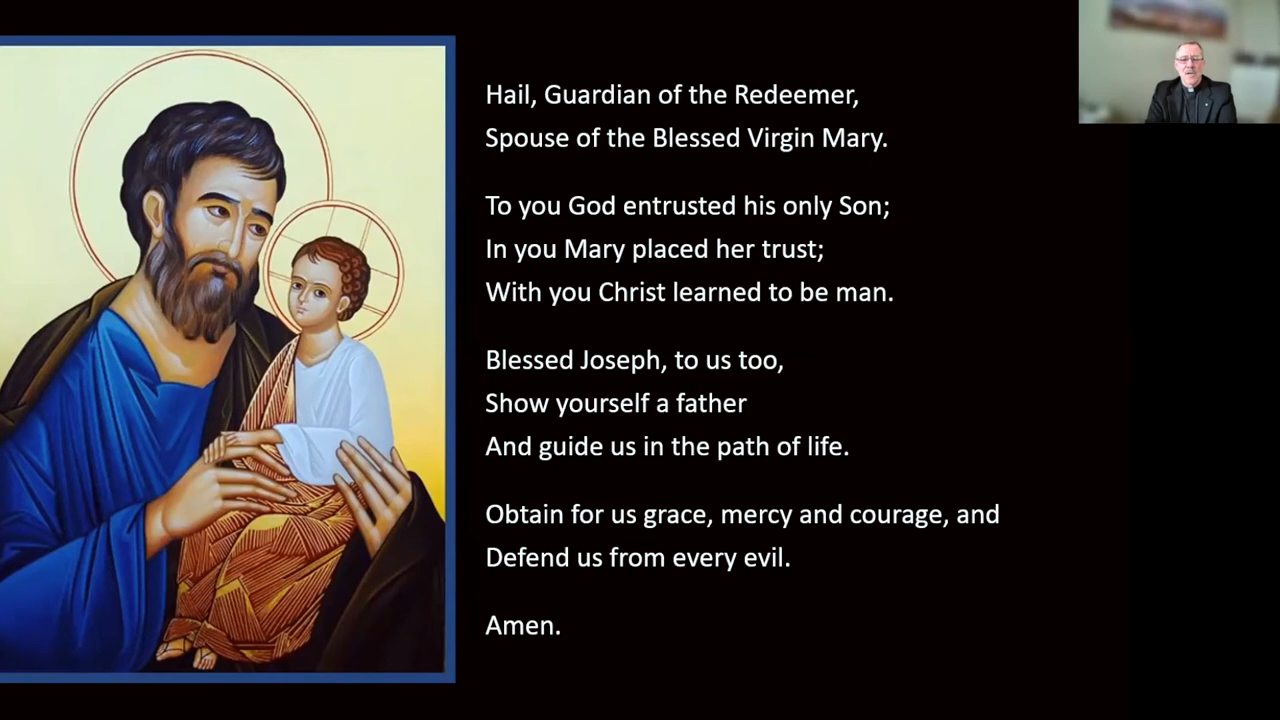 Hail, Guardian of the Redeemer,
Spouse of the Blessed Virgin Mary.
To you God entrusted his only Son;
In you Mary placed her trust;
With you Christ learned to be man.
Blessed Joseph, to us too,
Show yourself a father
And guide us in the path of life.
Obtain for us grace, mercy and courage, and
Defend us from every evil.
Amen.